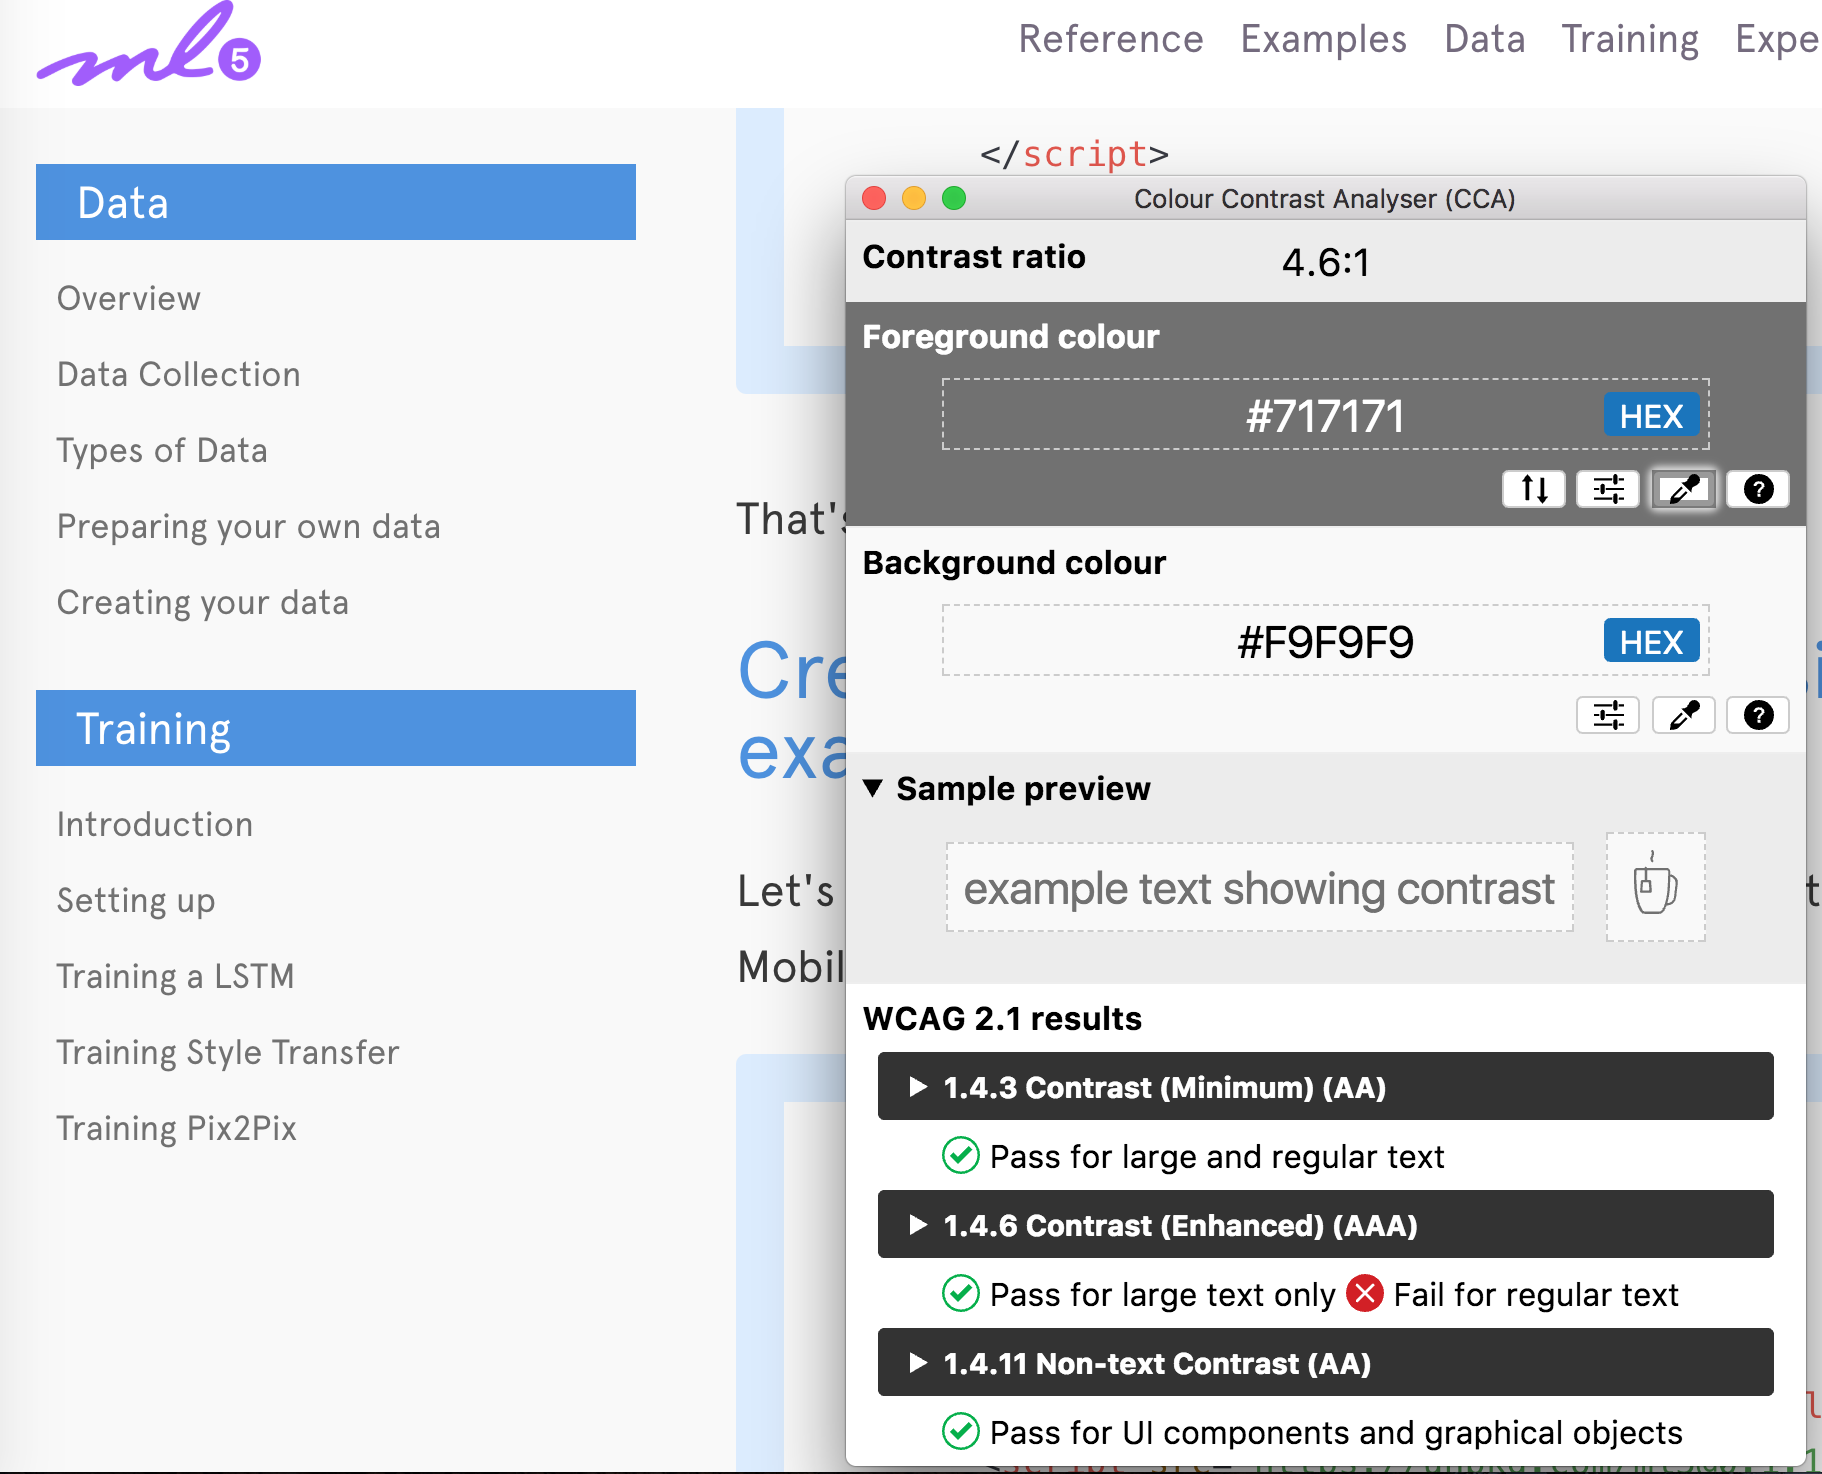 ml5
Reference Examples Data Training Expe
Data
Overview
Data Collection
Types of Data
Preparing your own data
Creating your data
Training
Introduction
Setting up
Training a LSTM
Training Style Transfer
Training Pix2Pix
</script>
That's
Cre
exa
Let's
Mobil
Colour Contrast Analyser (CCA)
Contrast ratio 4.6:1
Foreground colour
#717171 HEX
Background colour
#F9F9F9 HEX
Sample preview
example text showing contrast
WCAG 2.1 results
1.4.3 Contrast (Minimum) (AA)
Pass for large and regular text
1.4.6 Contrast (Enhanced) (AAA)
Pass for large text only Fail for regular text
1.4.11 Non-text Contrast (AA)
Pass for UI components and graphical objects